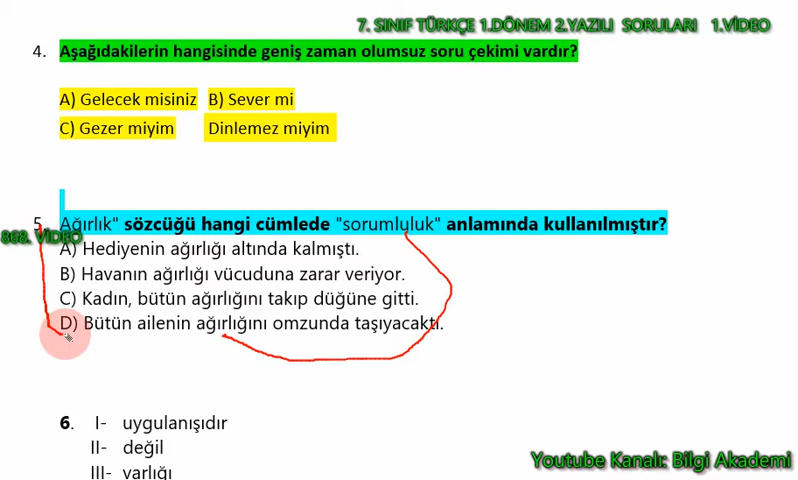 7. SINIF TÜRKÇE 1.DÖNEM 2.YAZILI SORULARI 1.VİDEO
4. Aşağıdakilerin hangisinde geniş zaman olumsuz soru çekimi vardır?
A) Gelecek misiniz B) Sever mi
C) Gezer miyim Dinlemez miyim
5. Ağırlık" sözcüğü hangi cümlede "sorumluluk" anlamında kullanılmıştır?
868. VİDEO
A) Hediyenin ağırlığı altında kalmıştı.
B) Havanın ağırlığı vücuduna zarar veriyor.
C) Kadın, bütün ağırlığını takıp düğüne gitti.
D) Bütün ailenin ağırlığını omzunda taşıyacaktı.
6. I- uygulanışıdır
II- değil
III- varlığı
Youtube Kanalı: Bilgi Akademi